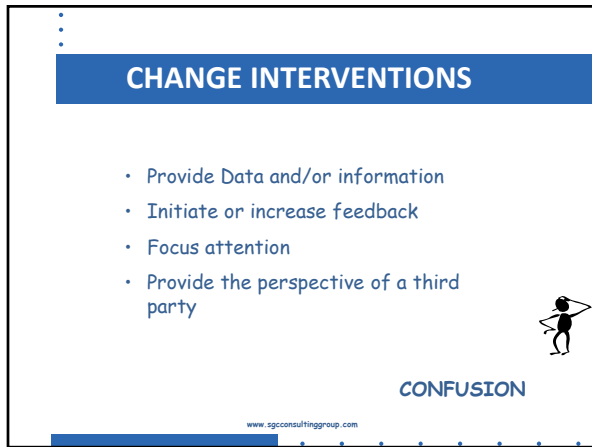 CHANGE INTERVENTIONS
• Provide Data and/or information
• Initiate or increase feedback
• Focus attention
• Provide the perspective of a third
party
CONFUSION
www.sgcconsultinggroup.com